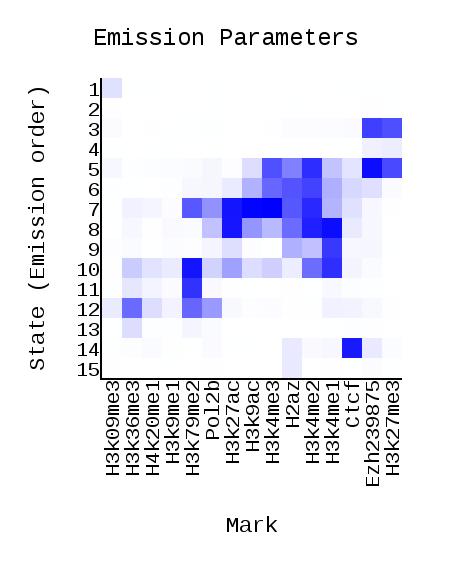 Emission Parameters
State (Emission order)
1
2
3
4
5
6
7
8
9
10
11
12
13
14
15
H3k09me3
H3k36me3
H4k20me1
H3k9me1
H3k79me2
Pol2b
H3k27ac
H3k9ac
H3k4me3
H2az
H3k4me2
H3k4me1
Ctcf
Ezh239875
H3k27me3
Mark